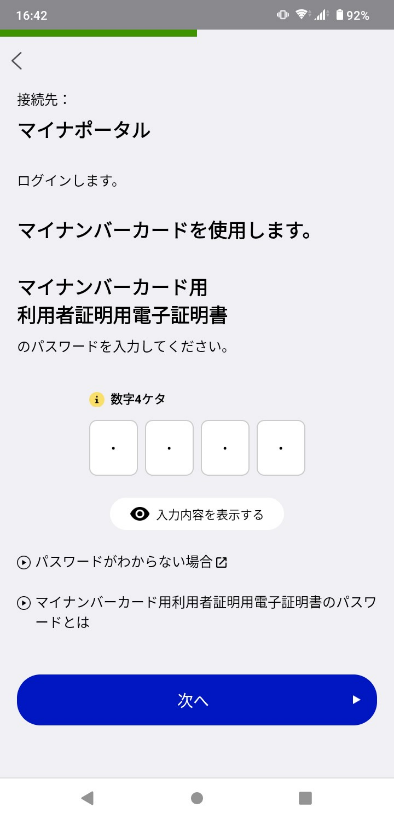 16:42
92%
接続先：
マイナポータル
ログインします。
マイナンバーカードを使用します。
マイナンバーカード用
利用者証明用電子証明書
のパスワードを入力してください。
数字4ケタ
入力内容を表示する
パスワードがわからない場合
マイナンバーカード用利用者証明用電子証明書のパスワ
ードとは
次へ